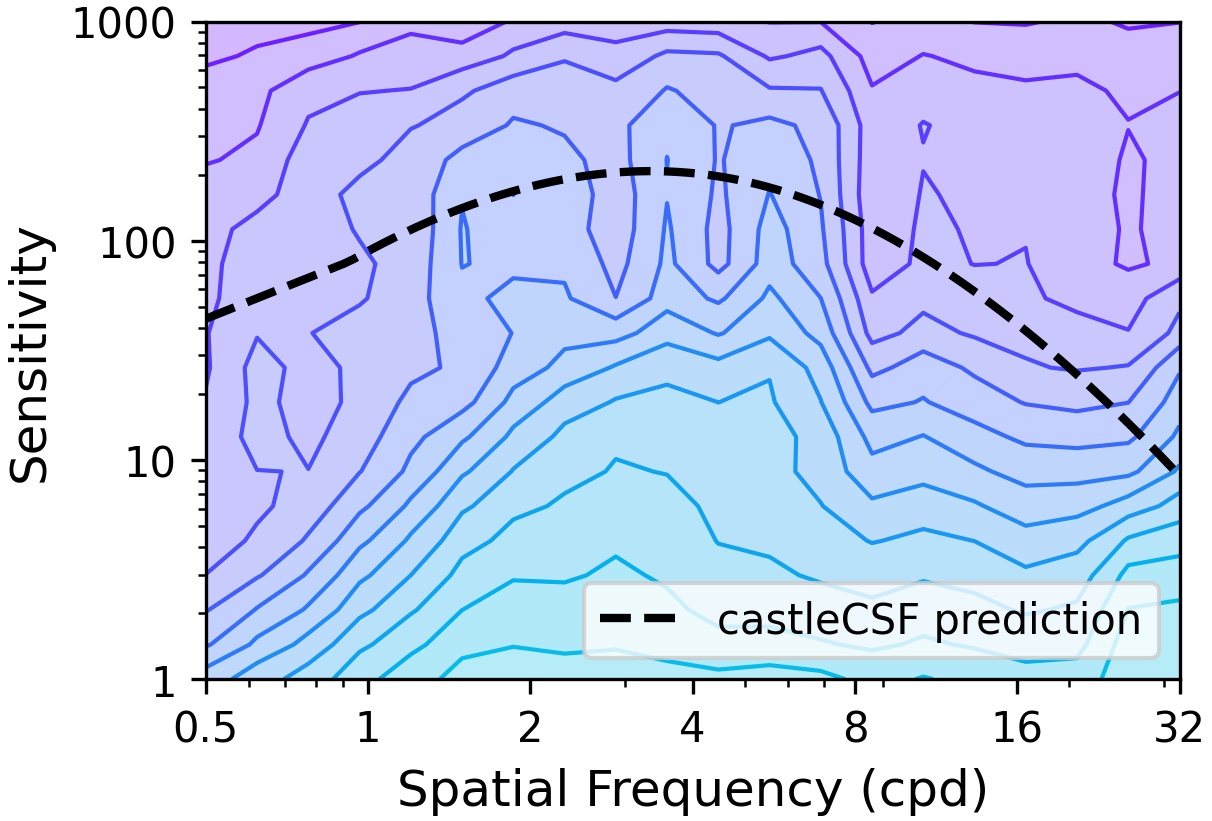 1000
100
10
1
Sensitivity
castleCSF prediction
0.5 1 2 4 8 16 32
Spatial Frequency (cpd)